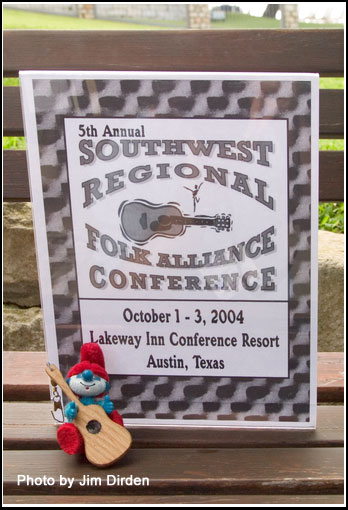 5th Annual
SOUTHWEST
REGIONAL
FOLK ALLIANCE
CONFERENCE
October 1 - 3, 2004
Lakeway Inn Conference Resort
Austin, Texas
Photo by Jim Dirden